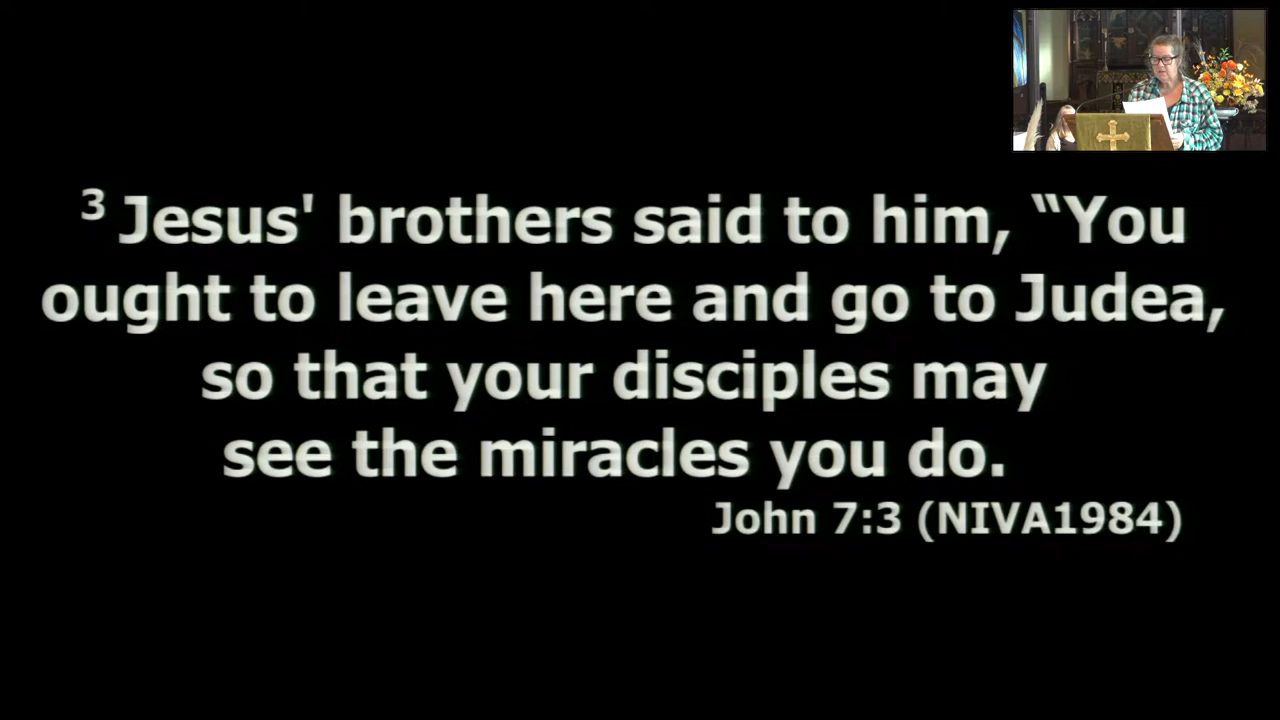 3 Jesus' brothers said to him, “You
ought to leave here and go to Judea,
so that your disciples may
see the miracles you do.
John 7:3 (NIVA1984)